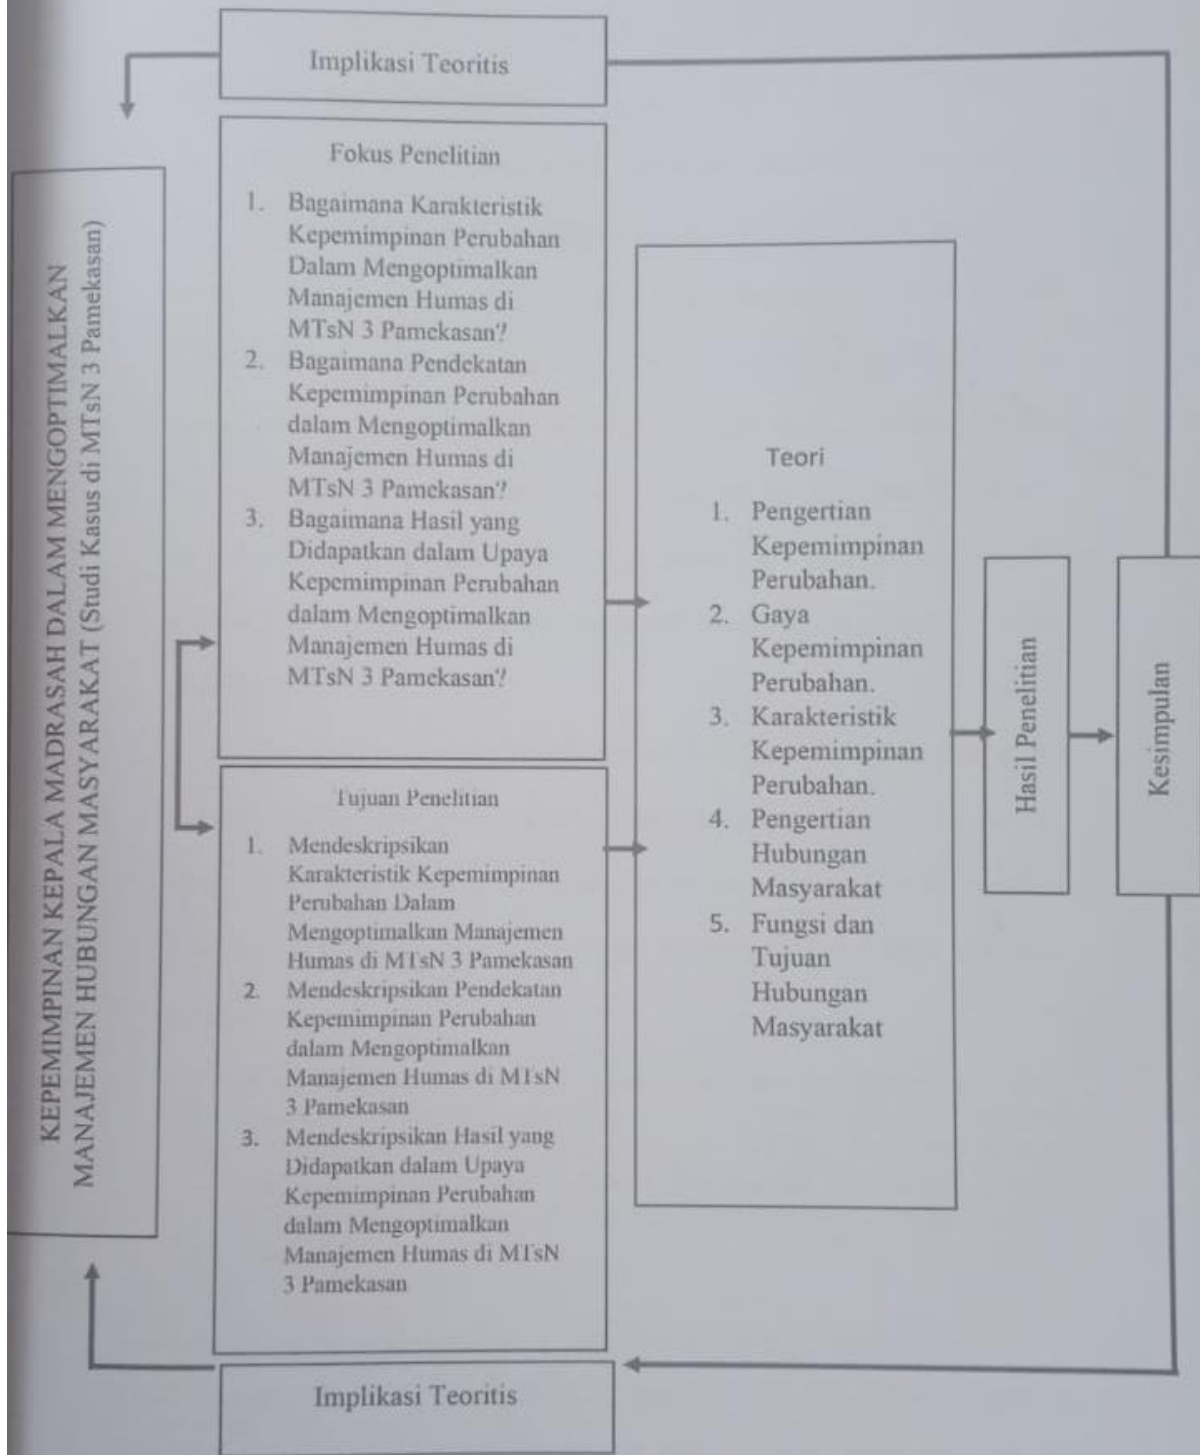 Implikasi Teoritis
KEPEMIMPINAN KEPALA MADRASAH DALAM MENGOPTIMALKAN
MANAJEMEN HUBUNGAN MASYARAKAT (Studi Kasus di MTsN 3 Pamekasan)
Fokus Penelitian
1. Bagaimana Karakteristik
Kepemimpinan Perubahan
Dalam Mengoptimalkan
Manajemen Humas di
MTsN 3 Pamekasan?
2. Bagaimana Pendekatan
Kepemimpinan Perubahan
dalam Mengoptimalkan
Manajemen Humas di
MTsN 3 Pamekasan?
3. Bagaimana Hasil yang
Didapatkan dalam Upaya
Kepemimpinan Perubahan
dalam Mengoptimalkan
Manajemen Humas di
MTsN 3 Pamekasan?
Tujuan Penelitian
1. Mendeskripsikan
Karakteristik Kepemimpinan
Perubahan Dalam
Mengoptimalkan Manajemen
Humas di MTsN 3 Pamekasan
2. Mendeskripsikan Pendekatan
Kepemimpinan Perubahan
dalam Mengoptimalkan
Manajemen Humas di MTsN
3 Pamekasan
3. Mendeskripsikan Hasil yang
Didapatkan dalam Upaya
Kepemimpinan Perubahan
dalam Mengoptimalkan
Manajemen Humas di MTsN
3 Pamekasan
Teori
1. Pengertian
Kepemimpinan
Perubahan.
2. Gaya
Kepemimpinan
Perubahan.
3. Karakteristik
Kepemimpinan
Perubahan.
4. Pengertian
Hubungan
Masyarakat
5. Fungsi dan
Tujuan
Hubungan
Masyarakat
Hasil Penelitian
Kesimpulan
Implikasi Teoritis